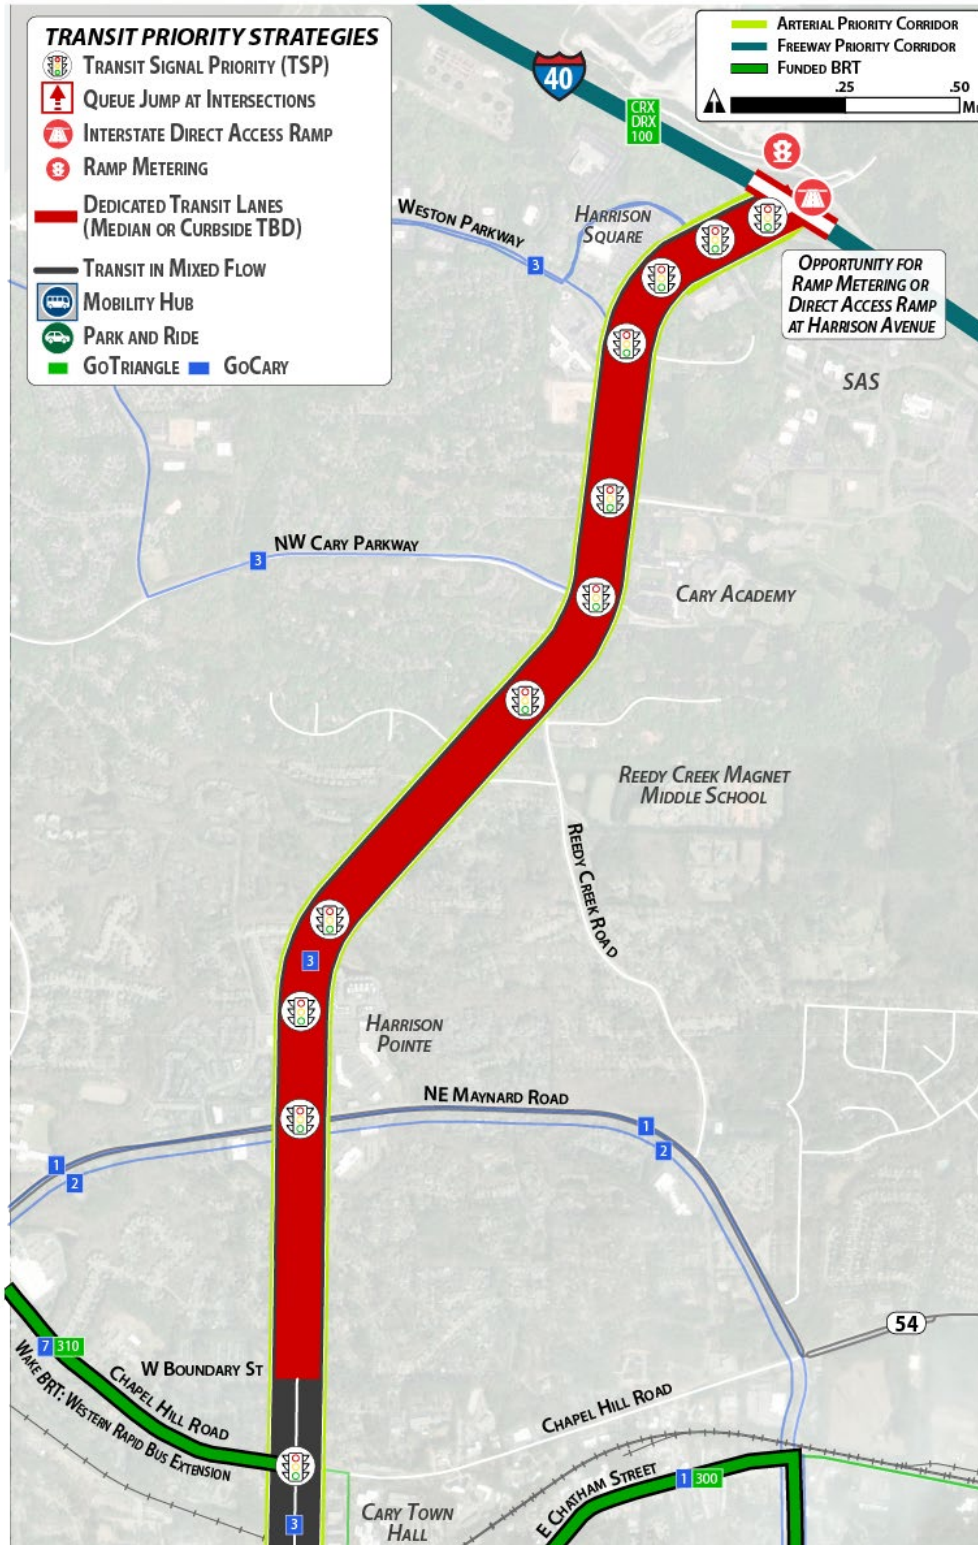 TRANSIT PRIORITY STRATEGIES
TRANSIT SIGNAL PRIORITY (TSP)
QUEUE JUMP AT INTERSECTIONS
INTERSTATE DIRECT ACCESS RAMP
RAMP METERING
DEDICATED TRANSIT LANES
(MEDIAN OR CURBSIDE TBD)
TRANSIT IN MIXED FLOW
MOBILITY HUB
PARK AND RIDE
GOTRIANGLE GOCARY
ARTERIAL PRIORITY CORRIDOR
FREEWAY PRIORITY CORRIDOR
FUNDED BRT
.25 .50
40
CRX
DRX
100
WESTON PARKWAY
3
HARRISON
SQUARE
OPPORTUNITY FOR
RAMP METERING OR
DIRECT ACCESS RAMP
AT HARRISON AVENUE
SAS
NW CARY PARKWAY
3
CARY ACADEMY
REEDY CREEK MAGNET
MIDDLE SCHOOL
REEDY CREEK ROAD
3
HARRISON
POINTE
NE MAYNARD ROAD
1
2
1
2
54
7 310
W BOUNDARY ST
CHAPEL HILL ROAD
WAKE BRT: WESTERN RAPID BUS EXTENSION
CHAPEL HILL ROAD
E CHATHAM STREET
1 300
CARY TOWN
HALL
3